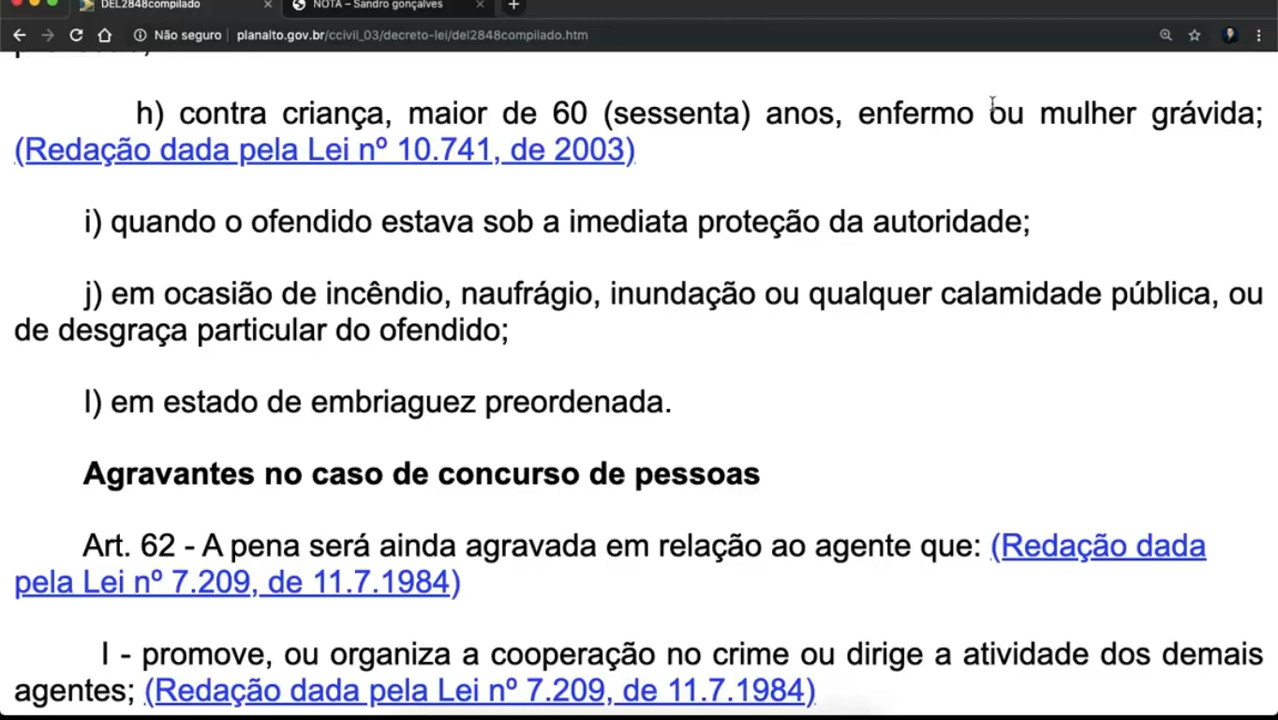 DEL2848compilado
NOTA – Sandro gonçalves
Não seguro
planalto.gov.br/ccivil_03/decreto-lei/del2848compilado.htm
h) contra criança, maior de 60 (sessenta) anos, enfermo ou mulher grávida;
(Redação dada pela Lei nº 10.741, de 2003)
i) quando o ofendido estava sob a imediata proteção da autoridade;
j) em ocasião de incêndio, naufrágio, inundação ou qualquer calamidade pública, ou
de desgraça particular do ofendido;
l) em estado de embriaguez preordenada.
Agravantes no caso de concurso de pessoas
Art. 62 - A pena será ainda agravada em relação ao agente que: (Redação dada
pela Lei nº 7.209, de 11.7.1984)
I - promove, ou organiza a cooperação no crime ou dirige a atividade dos demais
agentes; (Redação dada pela Lei nº 7.209, de 11.7.1984)